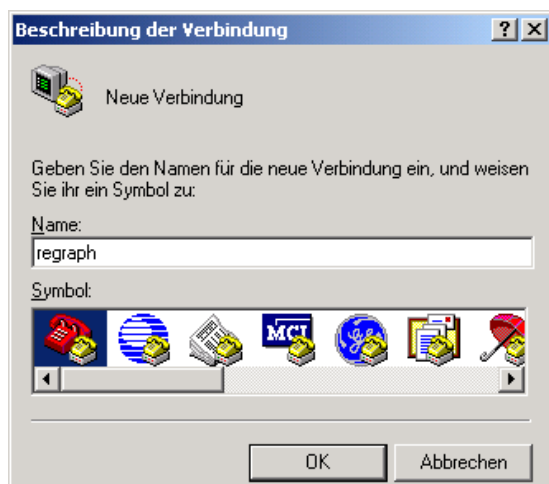 Beschreibung der Verbindung
Neue Verbindung
Geben Sie den Namen für die neue Verbindung ein, und weisen
Sie ihr ein Symbol zu:
Name:
regraph
Symbol:
MCI
OK Abbrechen